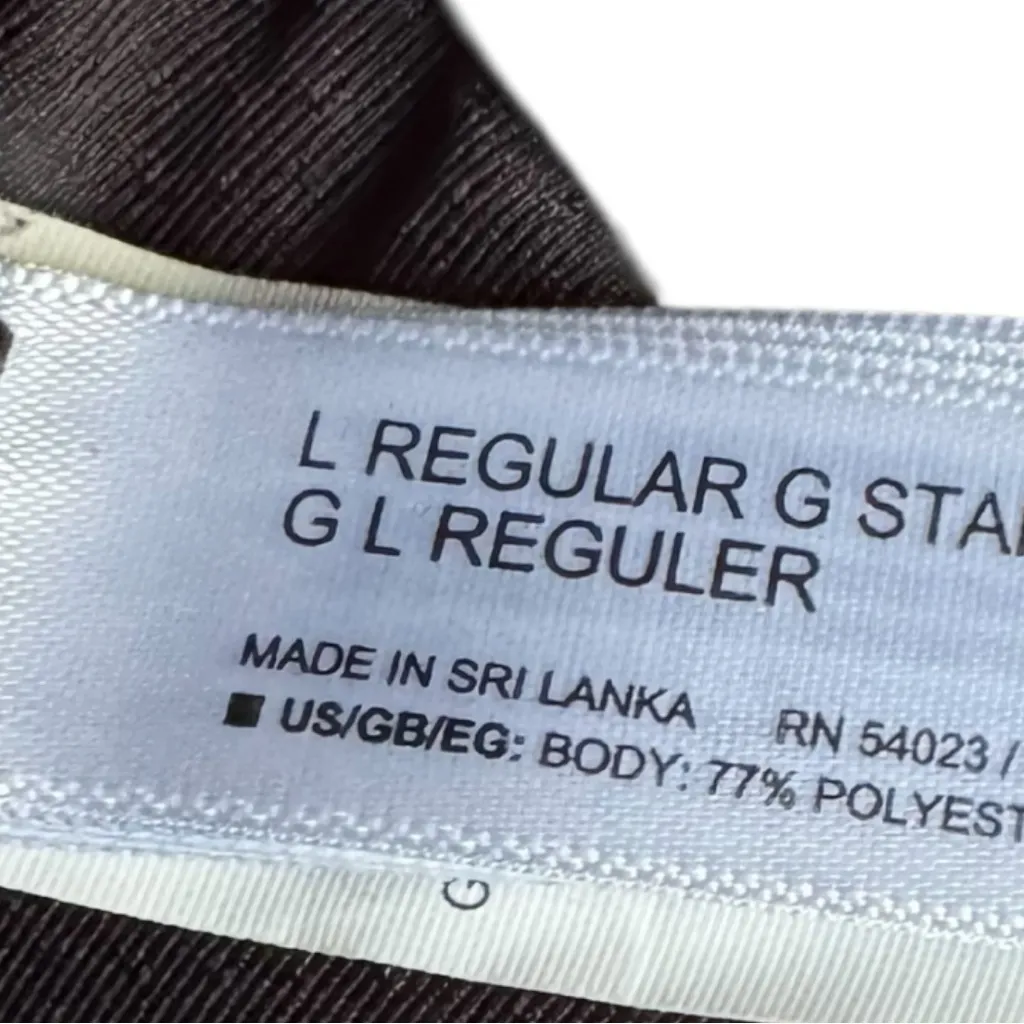 L REGULAR G STA
G L REGULER
MADE IN SRI LANKA RN 54023 /
US/GB/EG: BODY: 77% POLYEST
G